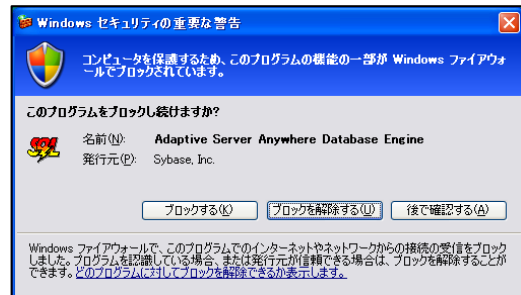 Windows セキュリティの重要な警告
コンピュータを保護するため、このプログラムの機能の一部が Windows ファイアウォ
ールでブロックされています。
このプログラムをブロックし続けますか?
名前(N): Adaptive Server Anywhere Database Engine
SQL
発行元(P): Sybase, Inc.
ブロックする(K) ブロックを解除する(U) 後で確認する(A)
Windows ファイアウォールで、このプログラムでのインターネットやネットワークからの接続の受信をブロック
しました。プログラムを認識している場合、または発行元が信頼できる場合は、ブロックを解除することが
できます。どのプログラムに対してブロックを解除できるか表示します。